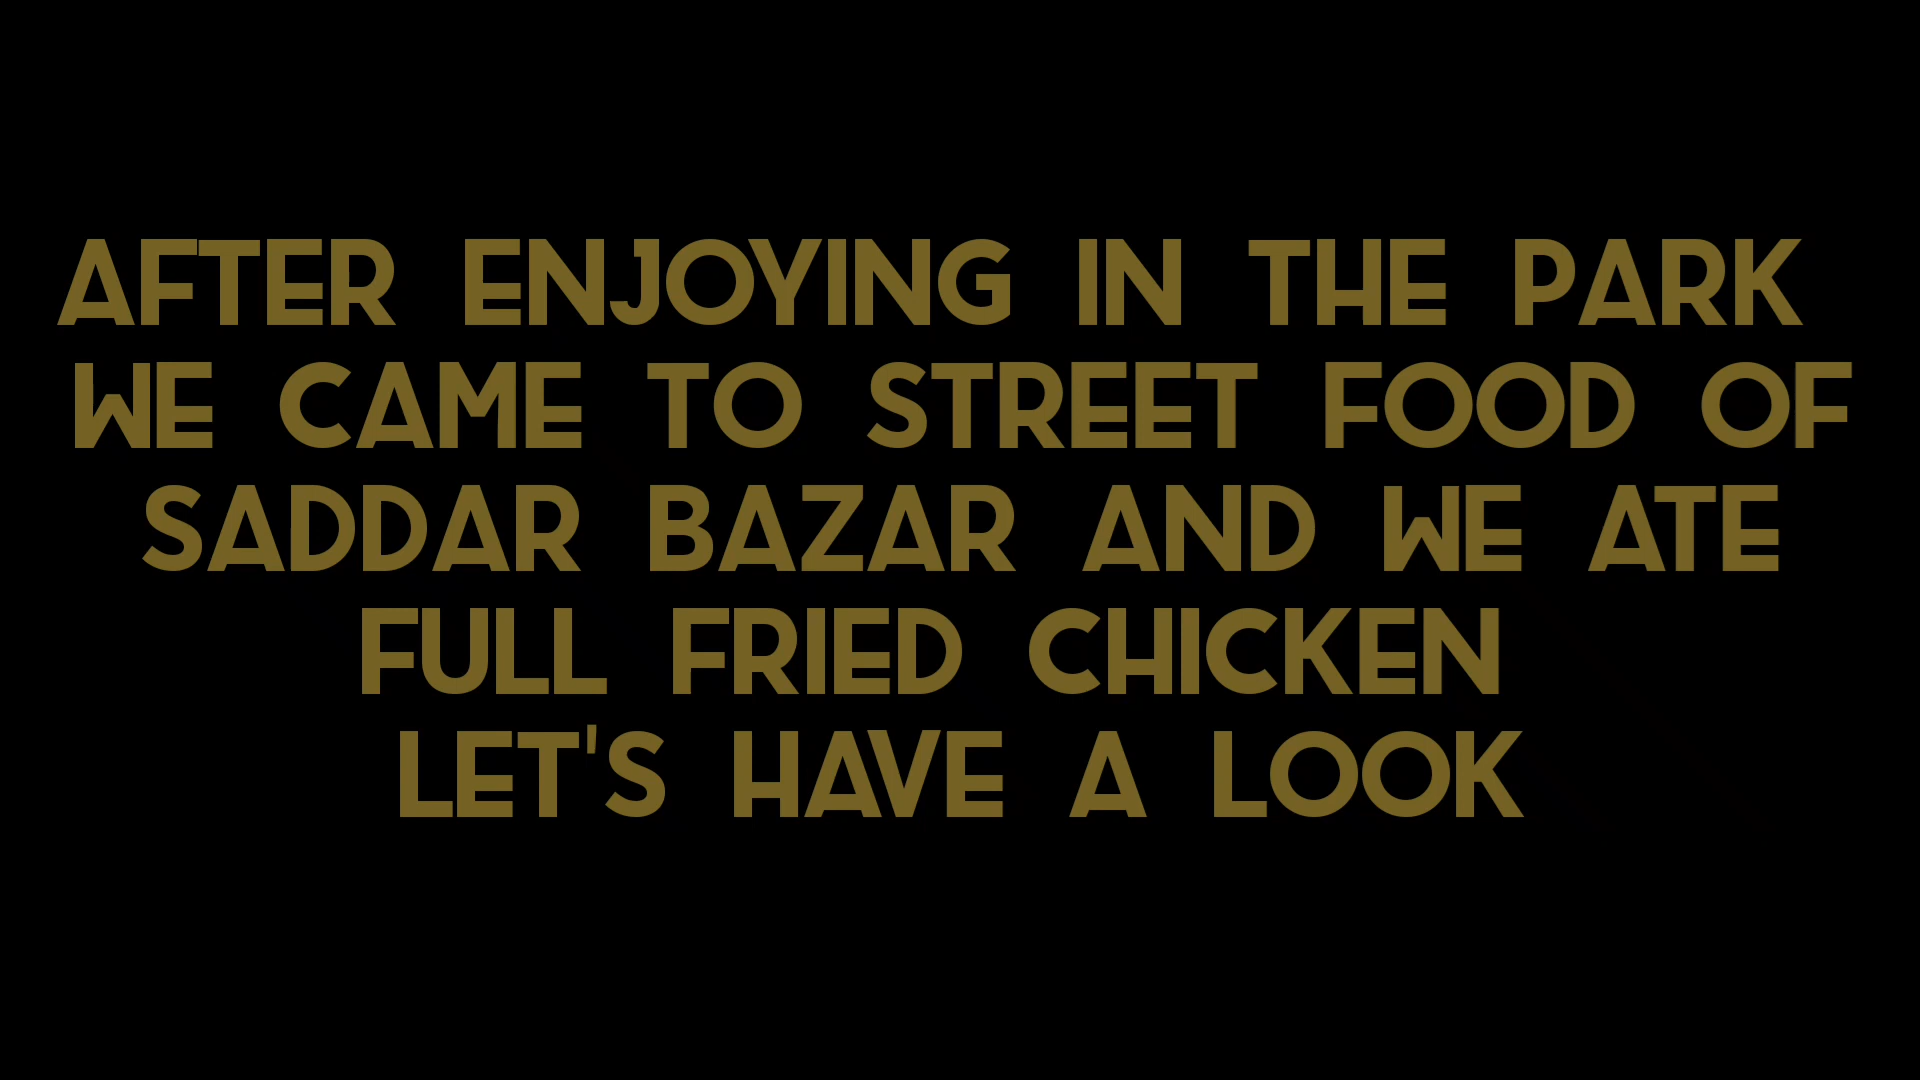 AFTER ENJOYING IN THE PARK
WE CAME TO STREET FOOD OF
SADDAR BAZAR AND WE ATE
FULL FRIED CHICKEN
LET'S HAVE A LOOK